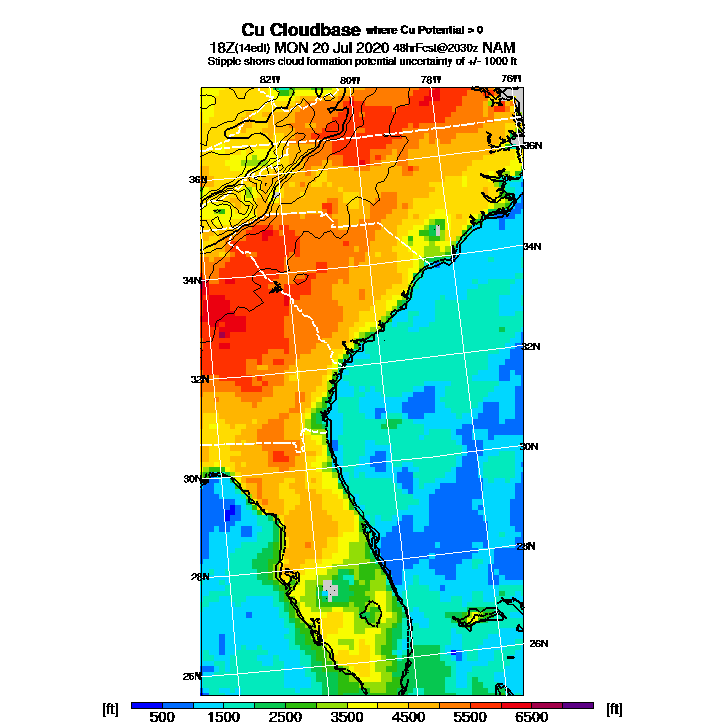 Cu Cloudbase where Cu Potential > 0
18Z(14edt) MON 20 Jul 2020 48hrFcst@2030z NAM
Stipple shows cloud formation potential uncertainty of +/- 1000 ft
82W 80W 78W 76W
36N
36N
34N
34N
32N
32N
30N
30N
28N
28N
26N
26N
[ft] 500 1500 2500 3500 4500 5500 6500 [ft]